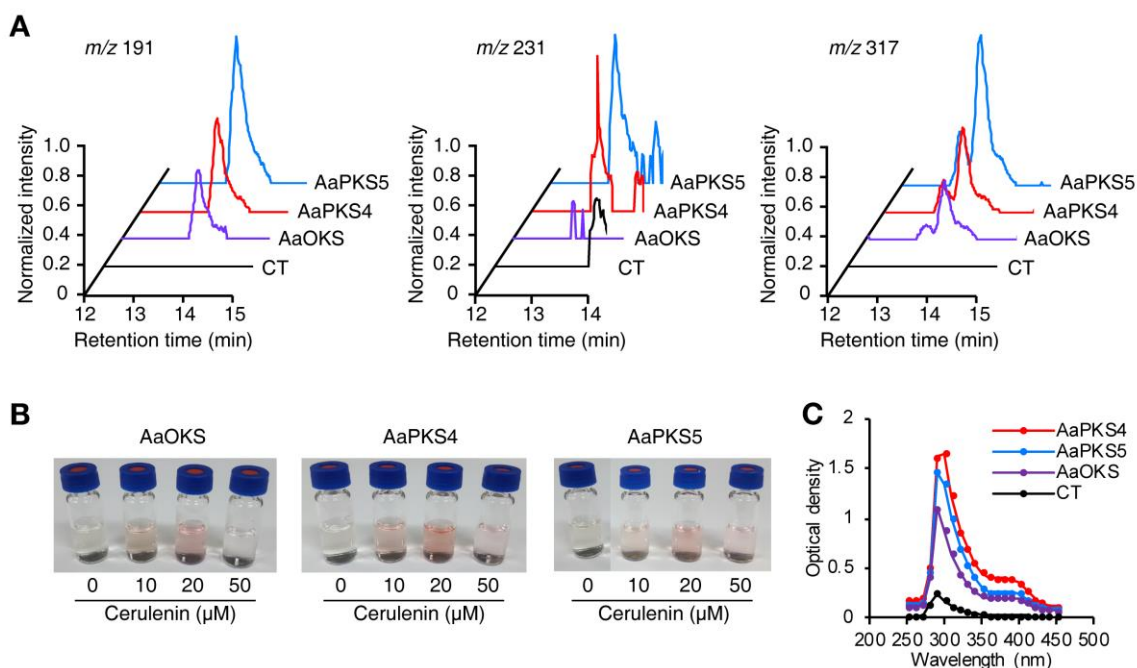 A
m/z 191
Normalized intensity
1.0
0.8
0.6
0.4
0.2
0
AaPKS5
AaPKS4
AaOKS
CT
12 13 14 15
Retention time (min)
m/z 231
Normalized intensity
1.0
0.8
0.6
0.4
0.2
0
AaPKS5
AaPKS4
AaOKS
CT
12 13 14
Retention time (min)
m/z 317
Normalized intensity
1.0
0.8
0.6
0.4
0.2
0
AaPKS5
AaPKS4
AaOKS
CT
12 13 14 15
Retention time (min)
B
AaOKS
0 10 20 50
Cerulenin (μM)
AaPKS4
0 10 20 50
Cerulenin (μM)
AaPKS5
0 10 20 50
Cerulenin (μM)
C
Optical density
2
1.5
1
0.5
0
AaPKS4
AaPKS5
AaOKS
CT
200 250 300 350 400 450 500
Wavelength (nm)